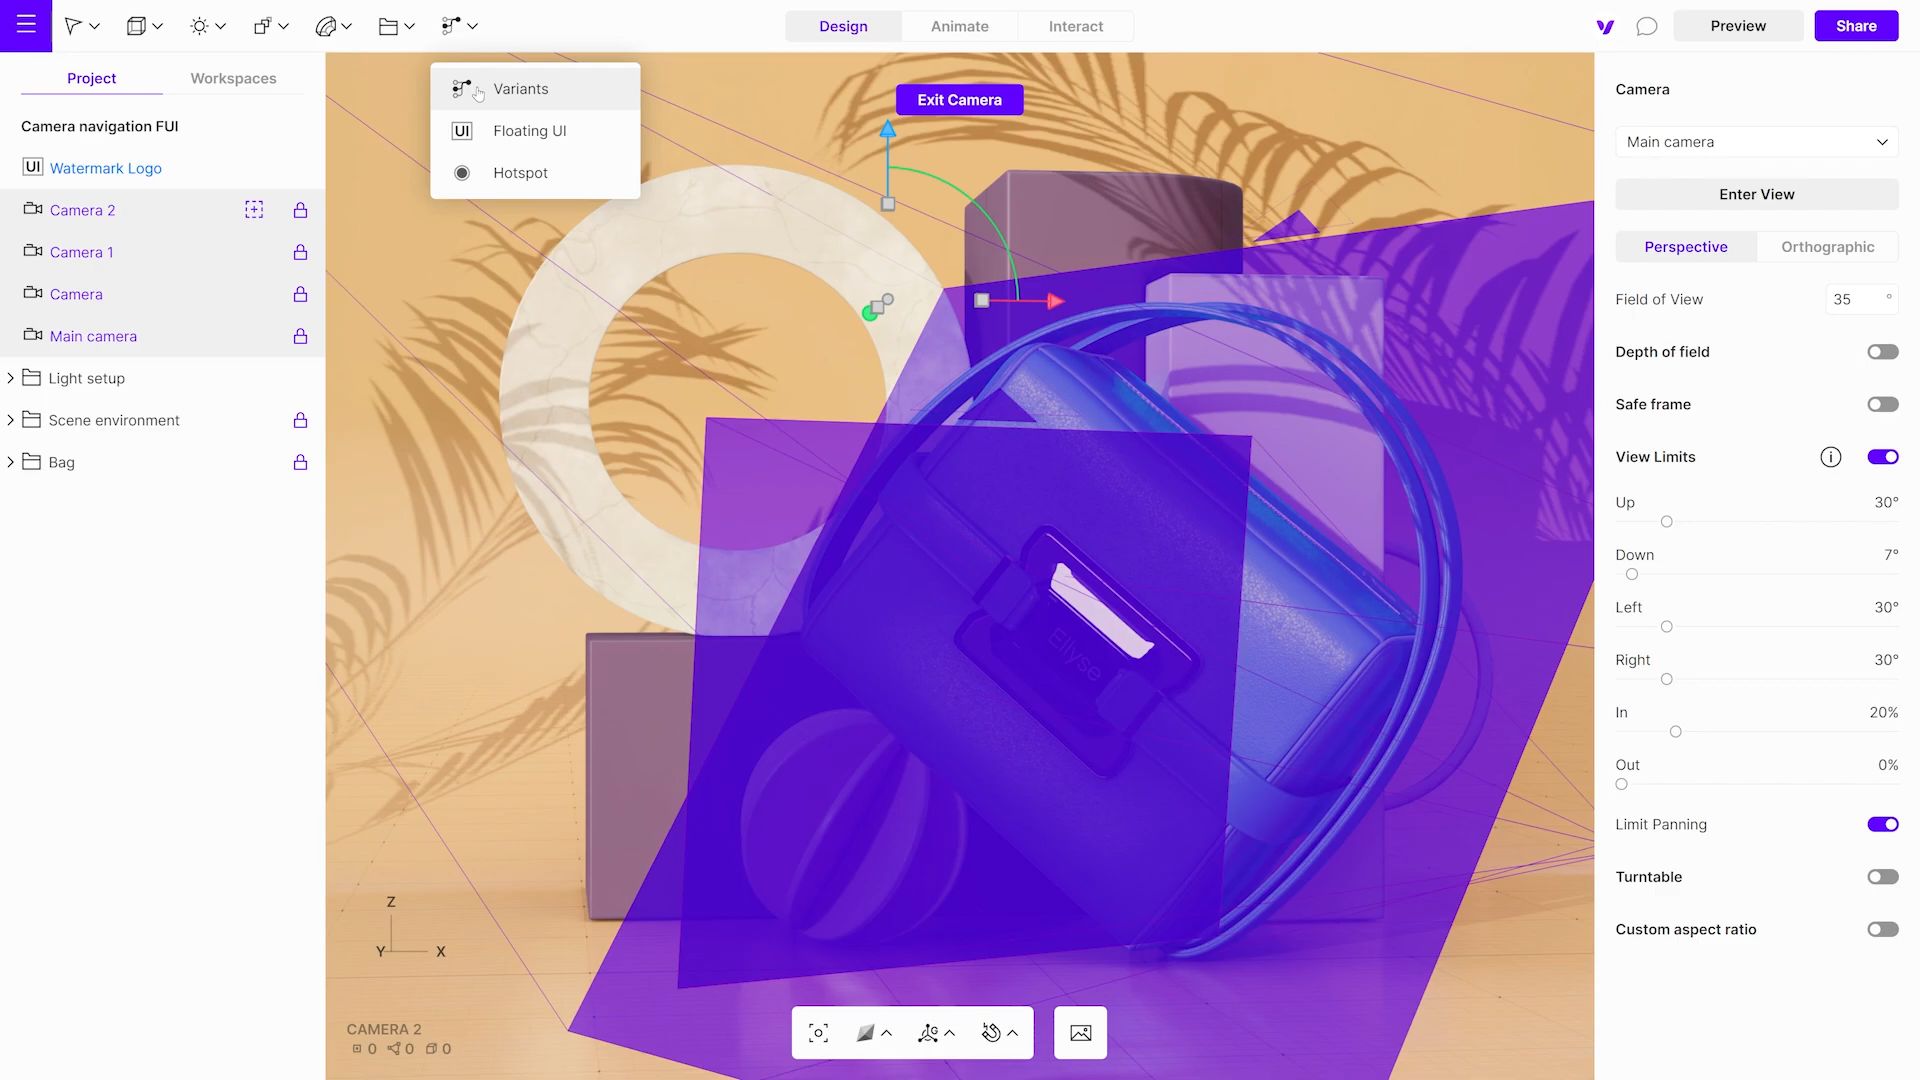 Design
Animate
Interact
Preview
Share
Project
Workspaces
Camera navigation FUI
UI
Watermark Logo
Camera 2
Camera 1
Camera
Main camera
Light setup
Scene environment
Bag
Variants
UI
Floating UI
Hotspot
Exit Camera
Ellyse
Z
Y
X
CAMERA 2
0
0
0
G
Camera
Main camera
Enter View
Perspective
Orthographic
Field of View
35 °
Depth of field
Safe frame
View Limits
i
Up
30°
Down
7°
Left
30°
Right
30°
In
20%
Out
0%
Limit Panning
Turntable
Custom aspect ratio